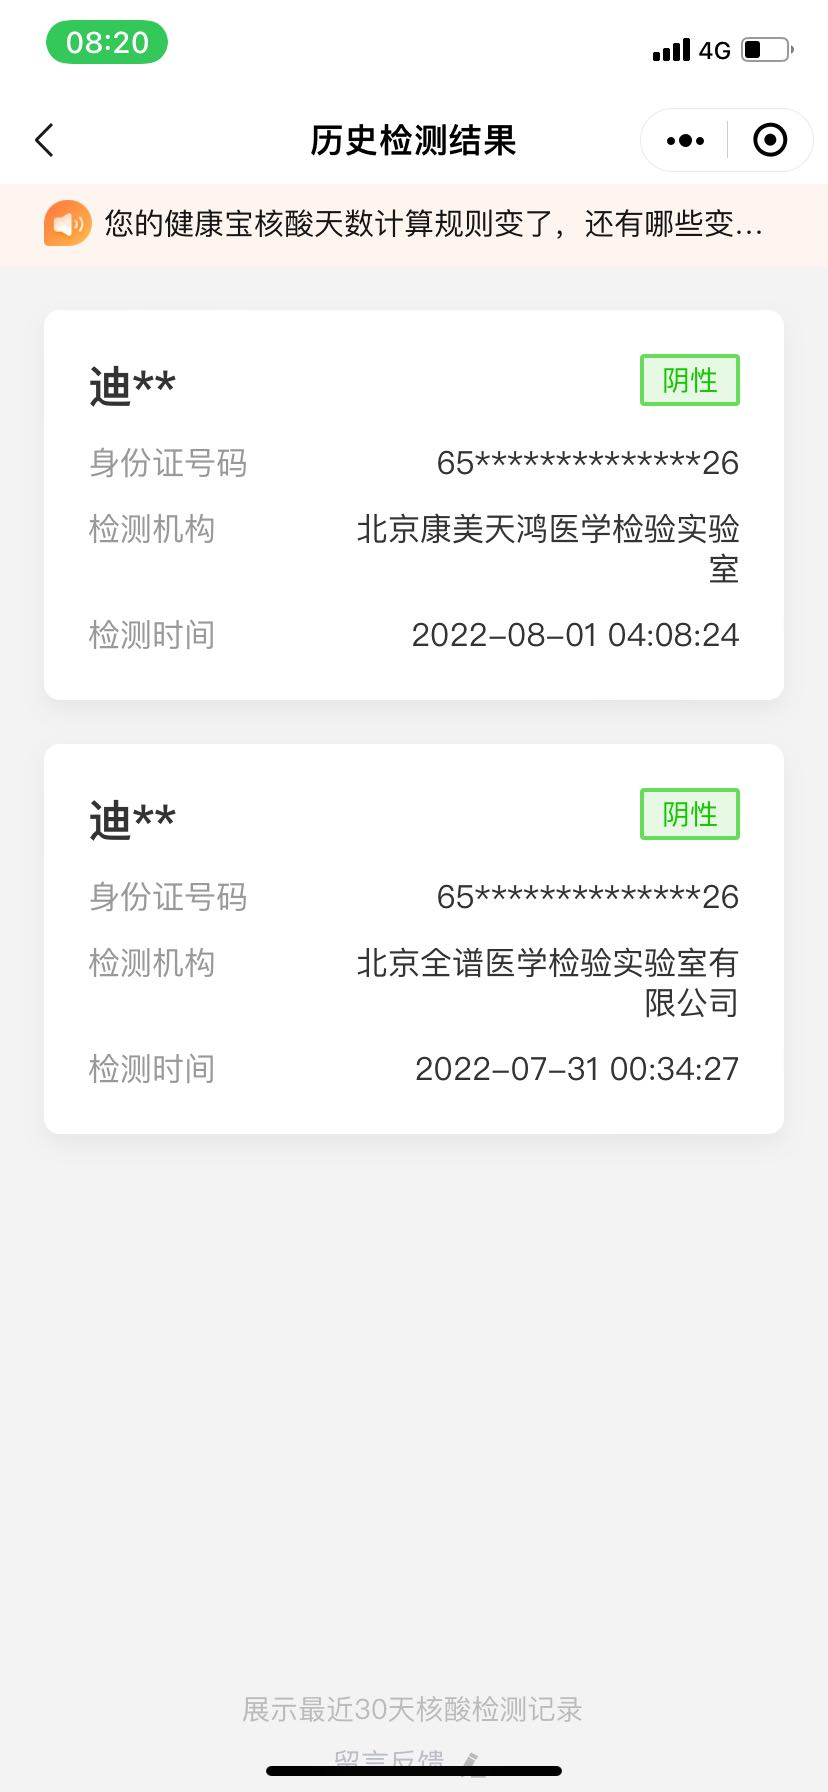 08:20
4G
历史检测结果
您的健康宝核酸天数计算规则变了，还有哪些变...
迪**
阴性
身份证号码
65**************26
检测机构
北京康美天鸿医学检验实验
室
检测时间
2022-08-01 04:08:24
迪**
阴性
身份证号码
65**************26
检测机构
北京全谱医学检验实验室有
限公司
检测时间
2022-07-31 00:34:27
展示最近30天核酸检测记录
留言反馈